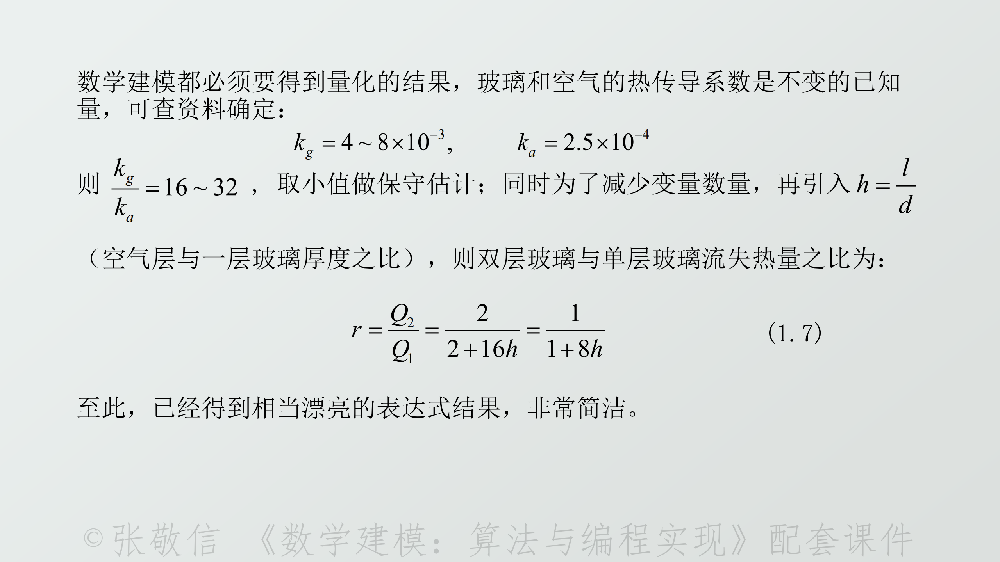 数学建模都必须要得到量化的结果，玻璃和空气的热传导系数是不变的已知
量，可查资料确定：
k_g = 4 ~ 8×10^{-3}, k_a = 2.5×10^{-4}
则 \frac{k_g}{k_a} = 16 ~ 32 ，取小值做保守估计；同时为了减少变量数量，再引入 h = \frac{l}{d}
（空气层与一层玻璃厚度之比），则双层玻璃与单层玻璃流失热量之比为：
r = \frac{Q_2}{Q_1} = \frac{2}{2+16h} = \frac{1}{1+8h} (1.7)
至此，已经得到相当漂亮的表达式结果，非常简洁。
©张敬信 《数学建模：算法与编程实现》配套课件